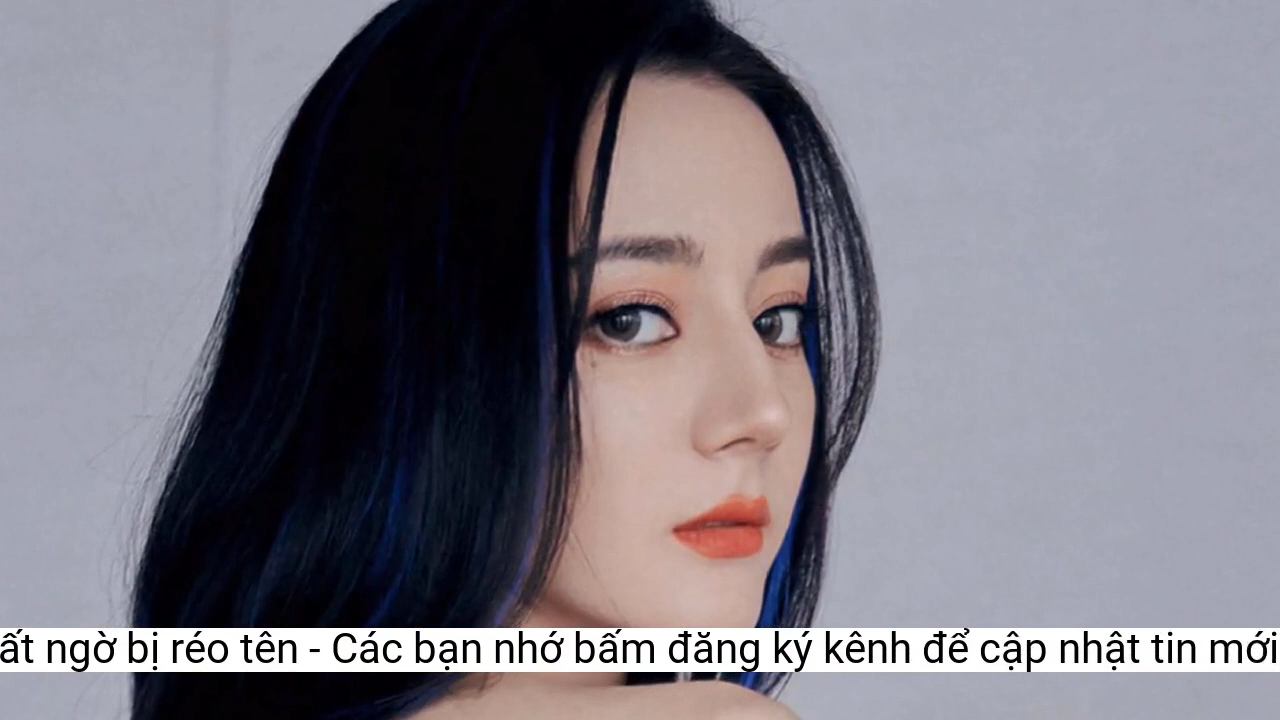 ất ngờ bị réo tên - Các bạn nhớ bấm đăng ký kênh để cập nhật tin mới